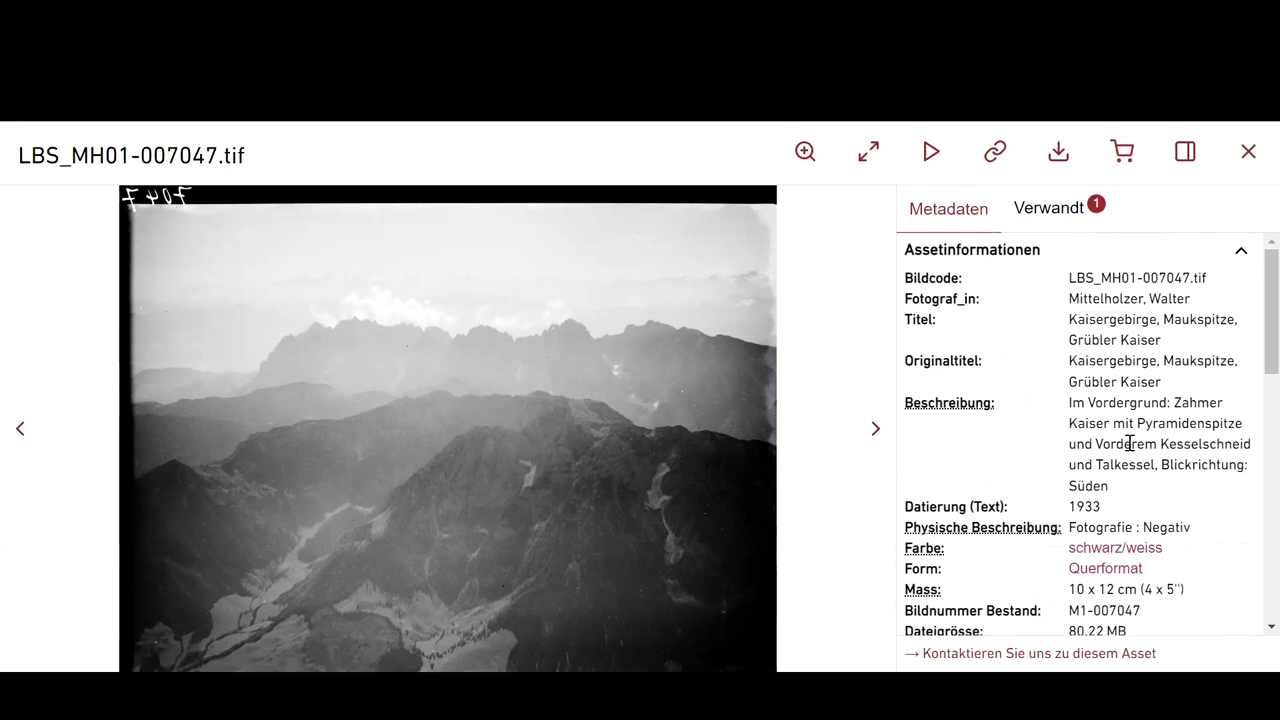 LBS_MH01-007047.tif
7047
Metadaten
Verwandt 1
Assetinformationen
Bildcode: LBS_MH01-007047.tif
Fotograf_in: Mittelholzer, Walter
Titel: Kaisergebirge, Maukspitze,
Grübler Kaiser
Originaltitel: Kaisergebirge, Maukspitze,
Grübler Kaiser
Beschreibung: Im Vordergrund: Zahmer
Kaiser mit Pyramidenspitze
und Vorderem Kesselschneid
und Talkessel, Blickrichtung:
Süden
Datierung (Text): 1933
Physische Beschreibung: Fotografie : Negativ
Farbe: schwarz/weiss
Form: Querformat
Mass: 10 x 12 cm (4 x 5'')
Bildnummer Bestand: M1-007047
Dateigrösse: 80.22 MB
→ Kontaktieren Sie uns zu diesem Asset